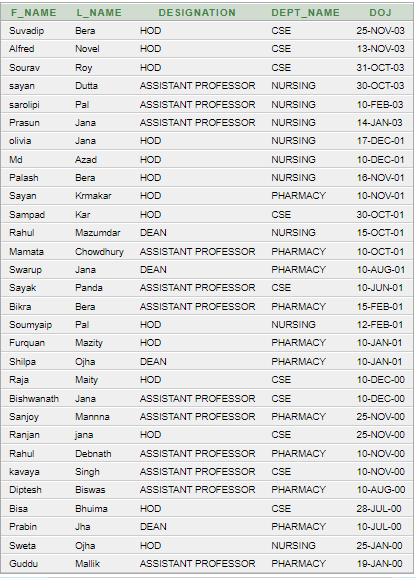 F_NAME L_NAME DESIGNATION DEPT_NAME DOJ
Suvadip Bera HOD CSE 25-NOV-03
Alfred Novel HOD CSE 13-NOV-03
Sourav Roy HOD CSE 31-OCT-03
sayan Dutta ASSISTANT PROFESSOR NURSING 30-OCT-03
sarolipi Pal ASSISTANT PROFESSOR NURSING 10-FEB-03
Prasun Jana ASSISTANT PROFESSOR NURSING 14-JAN-03
olivia Jana HOD NURSING 17-DEC-01
Md Azad HOD NURSING 10-DEC-01
Palash Bera HOD NURSING 16-NOV-01
Sayan Krmakar HOD PHARMACY 10-NOV-01
Sampad Kar HOD CSE 30-OCT-01
Rahul Mazumdar DEAN NURSING 15-OCT-01
Mamata Chowdhury ASSISTANT PROFESSOR PHARMACY 10-OCT-01
Swarup Jana DEAN PHARMACY 10-AUG-01
Sayak Panda ASSISTANT PROFESSOR CSE 10-JUN-01
Bikra Bera ASSISTANT PROFESSOR PHARMACY 15-FEB-01
Soumyaip Pal HOD NURSING 12-FEB-01
Furquan Mazity HOD PHARMACY 10-JAN-01
Shilpa Ojha DEAN PHARMACY 10-JAN-01
Raja Maity HOD CSE 10-DEC-00
Bishwanath Jana ASSISTANT PROFESSOR CSE 10-DEC-00
Sanjoy Mannna ASSISTANT PROFESSOR PHARMACY 25-NOV-00
Ranjan jana HOD CSE 25-NOV-00
Rahul Debnath ASSISTANT PROFESSOR PHARMACY 10-NOV-00
kavaya Singh ASSISTANT PROFESSOR CSE 10-NOV-00
Diptesh Biswas ASSISTANT PROFESSOR PHARMACY 10-AUG-00
Bisa Bhuima HOD CSE 28-JUL-00
Prabin Jha DEAN PHARMACY 10-JUL-00
Sweta Ojha HOD NURSING 25-JAN-00
Guddu Mallik ASSISTANT PROFESSOR PHARMACY 19-JAN-00